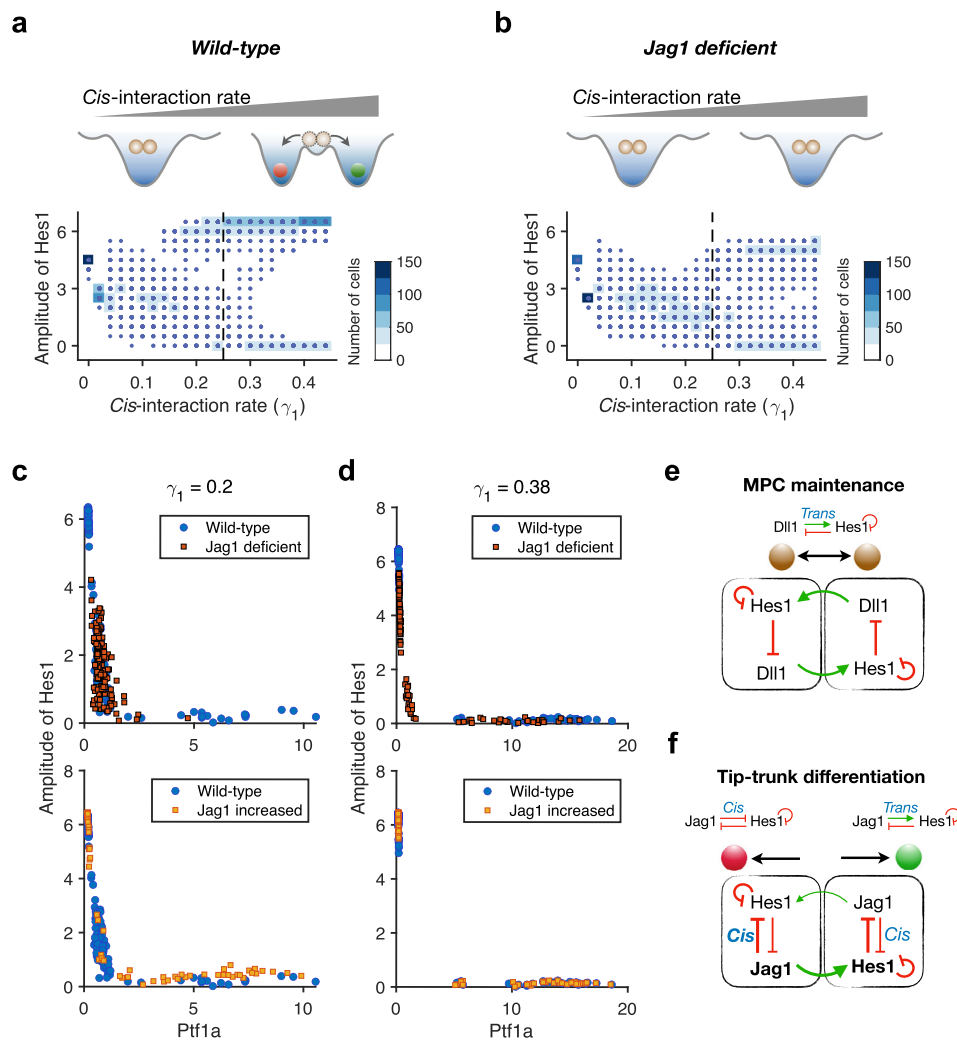 a
Wild-type
Cis-interaction rate
Amplitude of Hes1
6
3
0
0
0.1
0.2
0.3
0.4
Cis-interaction rate (γ1)
Number of cells
150
100
50
0
b
Jag1 deficient
Cis-interaction rate
Amplitude of Hes1
6
3
0
0
0.1
0.2
0.3
0.4
Cis-interaction rate (γ1)
Number of cells
150
100
50
0
c
γ1 = 0.2
Wild-type
Jag1 deficient
6
4
2
0
0
5
10
Amplitude of Hes1
Wild-type
Jag1 increased
8
6
4
2
0
0
5
10
Ptf1a
d
γ1 = 0.38
Wild-type
Jag1 deficient
8
6
4
2
0
0
10
20
Amplitude of Hes1
Wild-type
Jag1 increased
8
6
4
2
0
0
10
20
Ptf1a
e
MPC maintenance
Trans
Dll1 Hes1
Hes1 Dll1
Dll1 Hes1
f
Tip-trunk differentiation
Cis
Jag1 Hes1
Trans
Jag1 Hes1
Hes1 Jag1
Cis Cis
Jag1 Hes1